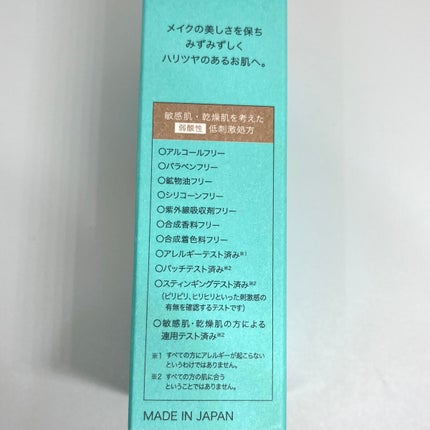 メイクの美しさを保ち
みずみずしく
ハリツヤのあるお肌へ。
敏感肌・乾燥肌を考えた
弱酸性 低刺激処方
○アルコールフリー
○パラベンフリー
○鉱物油フリー
○シリコーンフリー
○紫外線吸収剤フリー
○合成香料フリー
○合成着色料フリー
○アレルギーテスト済み※1
○パッチテスト済み※2
○スティンギングテスト済み※2
(ピリピリ、ヒリヒリといった刺激感の
有無を確認するテストです)
○敏感肌・乾燥肌の方による
連用テスト済み※2
※1 すべての方にアレルギーが起こらない
というわけではありません。
※2 すべての方の肌に合う
ということではありません。
MADE IN JAPAN